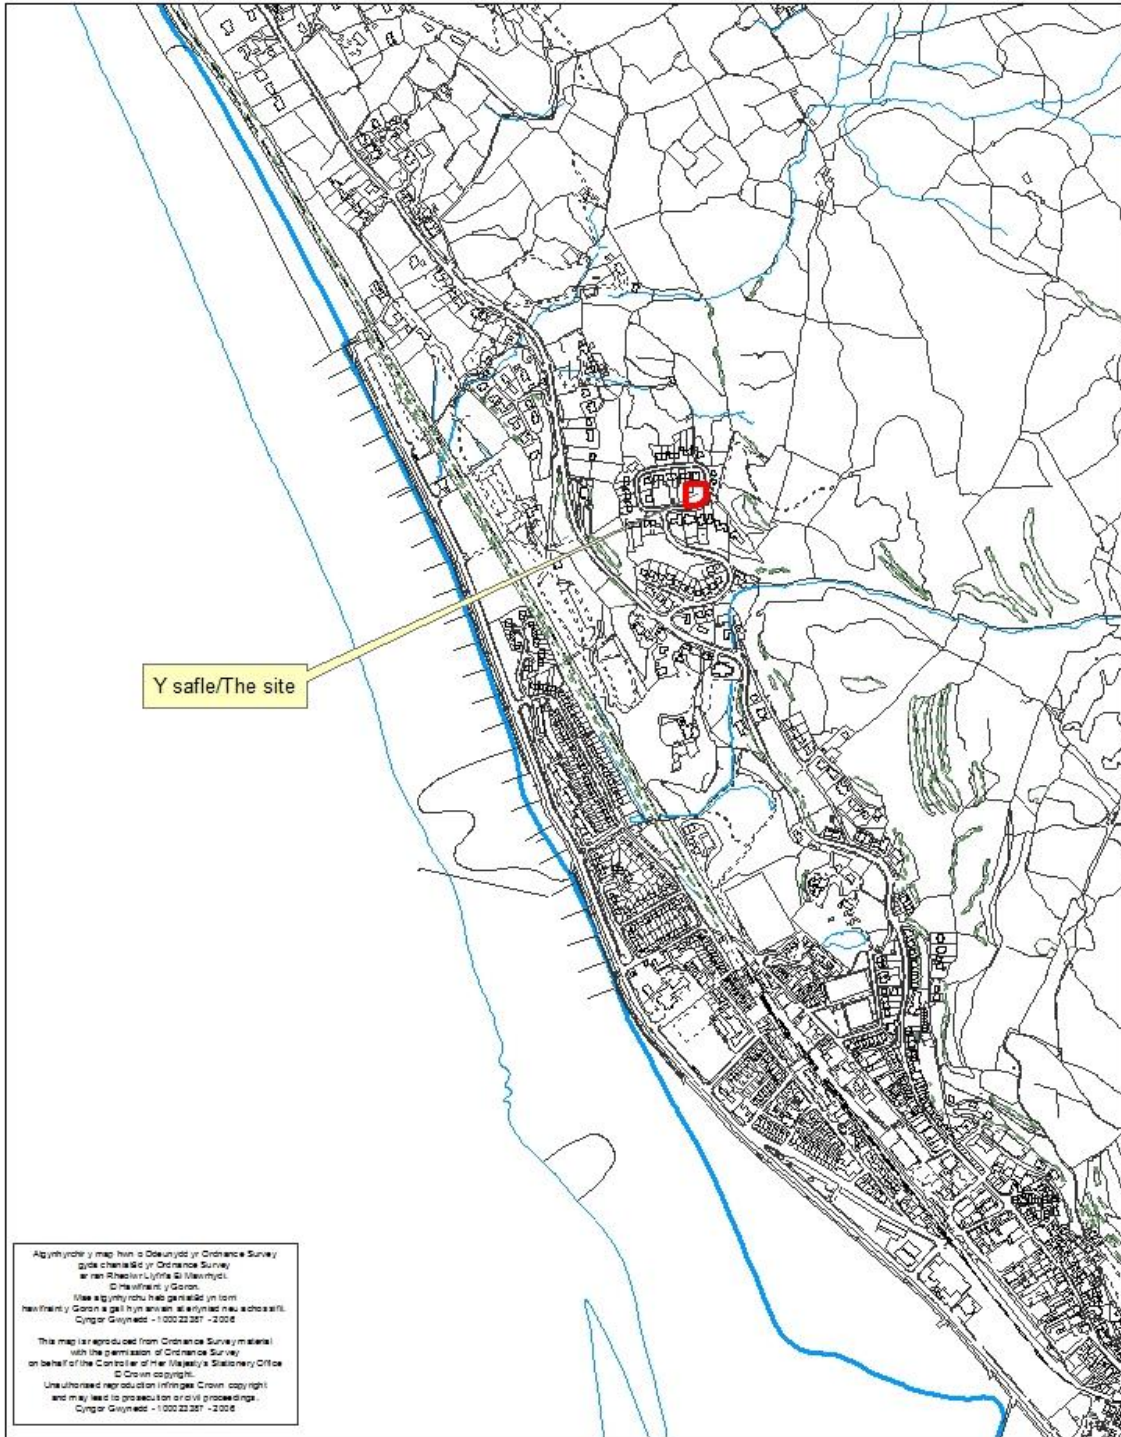 Y safle/The site
Atgynhyrchir y map hwn o Ddeunydd yr Ordnance Survey
gyda chaniatâd yr Ordnance Survey
ar ran Rheolwr Llyfrfa Ei Mawrhydi.
© Hawlfraint y Goron.
Mae atgynhyrchu heb ganiatâd yn torri
hawlfraint y Goron a gall hyn arwain at erlyniad neu achos sifil.
Cyngor Gwynedd - 100023387 - 2006
This map is reproduced from Ordnance Survey material
with the permission of Ordnance Survey
on behalf of the Controller of Her Majesty's Stationery Office
© Crown copyright.
Unauthorised reproduction infringes Crown copyright
and may lead to prosecution or civil proceedings.
Cyngor Gwynedd - 100023387 - 2006